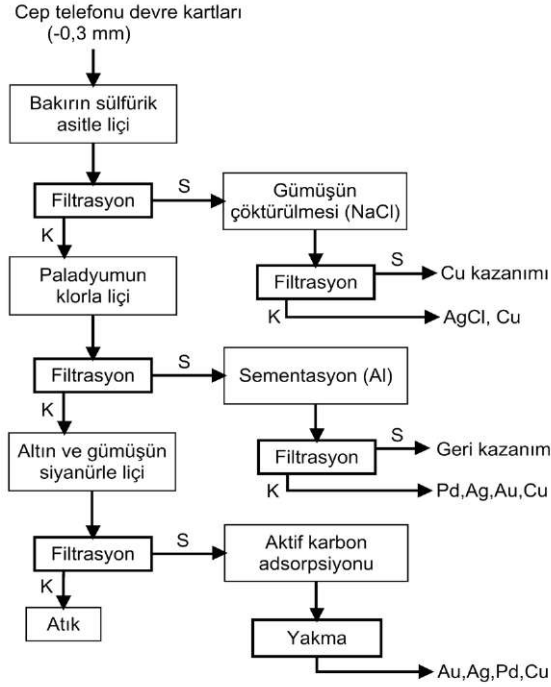 Cep telefonu devre kartları
(-0,3 mm)
Bakırın sülfürik
asitle liçi
Filtrasyon
S
Gümüşün
çöktürülmesi (NaCl)
K
Filtrasyon
S
Cu kazanımı
K
AgCl, Cu
Paladyumun
klorla liçi
Filtrasyon
S
Sementasyon (Al)
K
Filtrasyon
S
Geri kazanım
K
Pd,Ag,Au,Cu
Altın ve gümüşün
siyanürle liçi
Filtrasyon
S
Aktif karbon
adsorpsiyonu
K
Atık
Yakma
Au,Ag,Pd,Cu